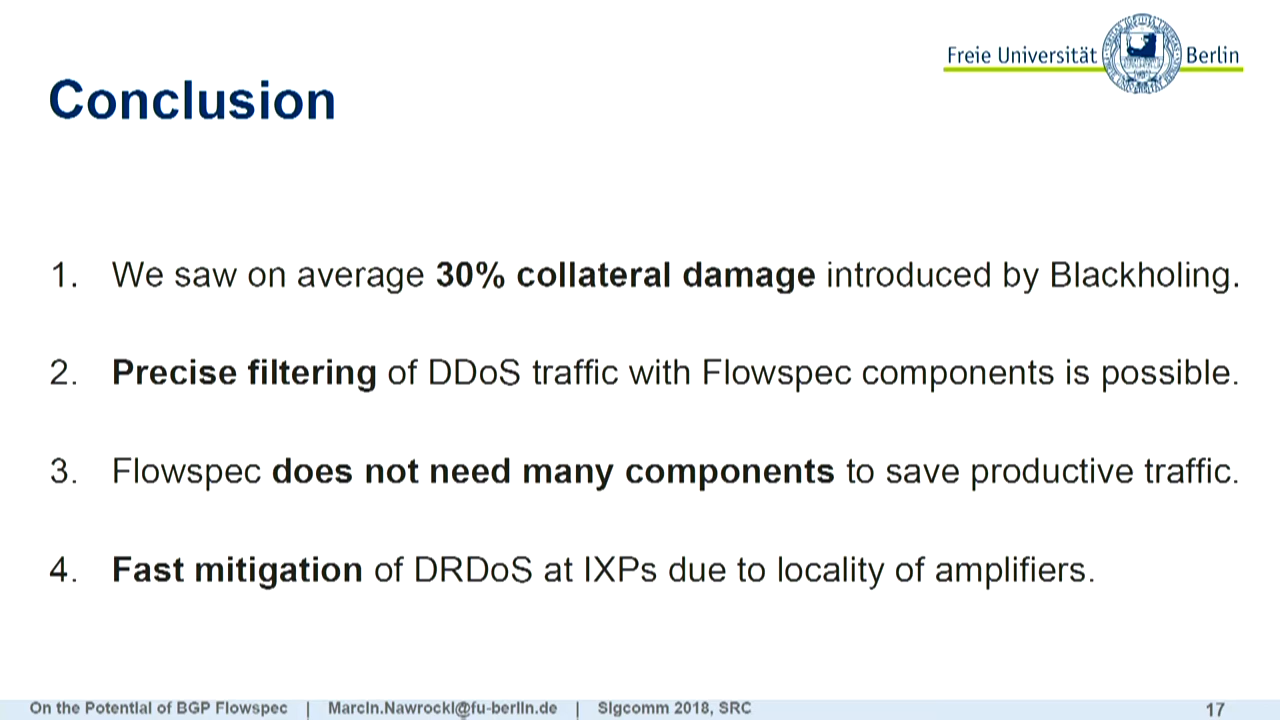 Freie Universität Berlin
Conclusion
1. We saw on average 30% collateral damage introduced by Blackholing.
2. Precise filtering of DDoS traffic with Flowspec components is possible.
3. Flowspec does not need many components to save productive traffic.
4. Fast mitigation of DRDoS at IXPs due to locality of amplifiers.
On the Potential of BGP Flowspec | Marcin.Nawrocki@fu-berlin.de | Sigcomm 2018, SRC 17